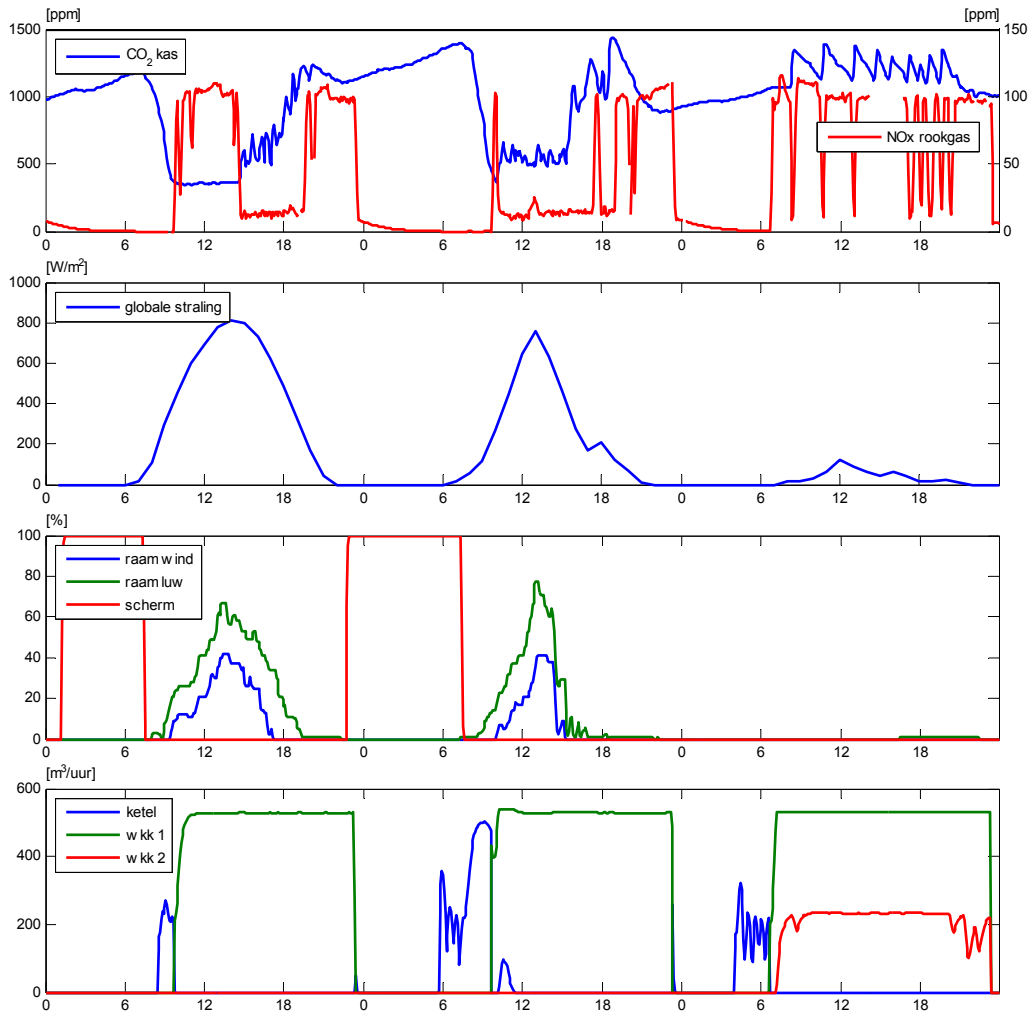 [ppm] [ppm]
1500 150
CO2 kas
1000 100
NOx rookgas
500 50
0 0
0 6 12 18 0 6 12 18 0 6 12 18
[W/m²]
1000
globale straling
800
600
400
200
0
0 6 12 18 0 6 12 18 0 6 12 18
[%]
100
raam wind
80
raam luw
scherm
60
40
20
0
0 6 12 18 0 6 12 18 0 6 12 18
[m³/uur]
600
ketel
wkk 1
400
wkk 2
200
0
0 6 12 18 0 6 12 18 0 6 12 18